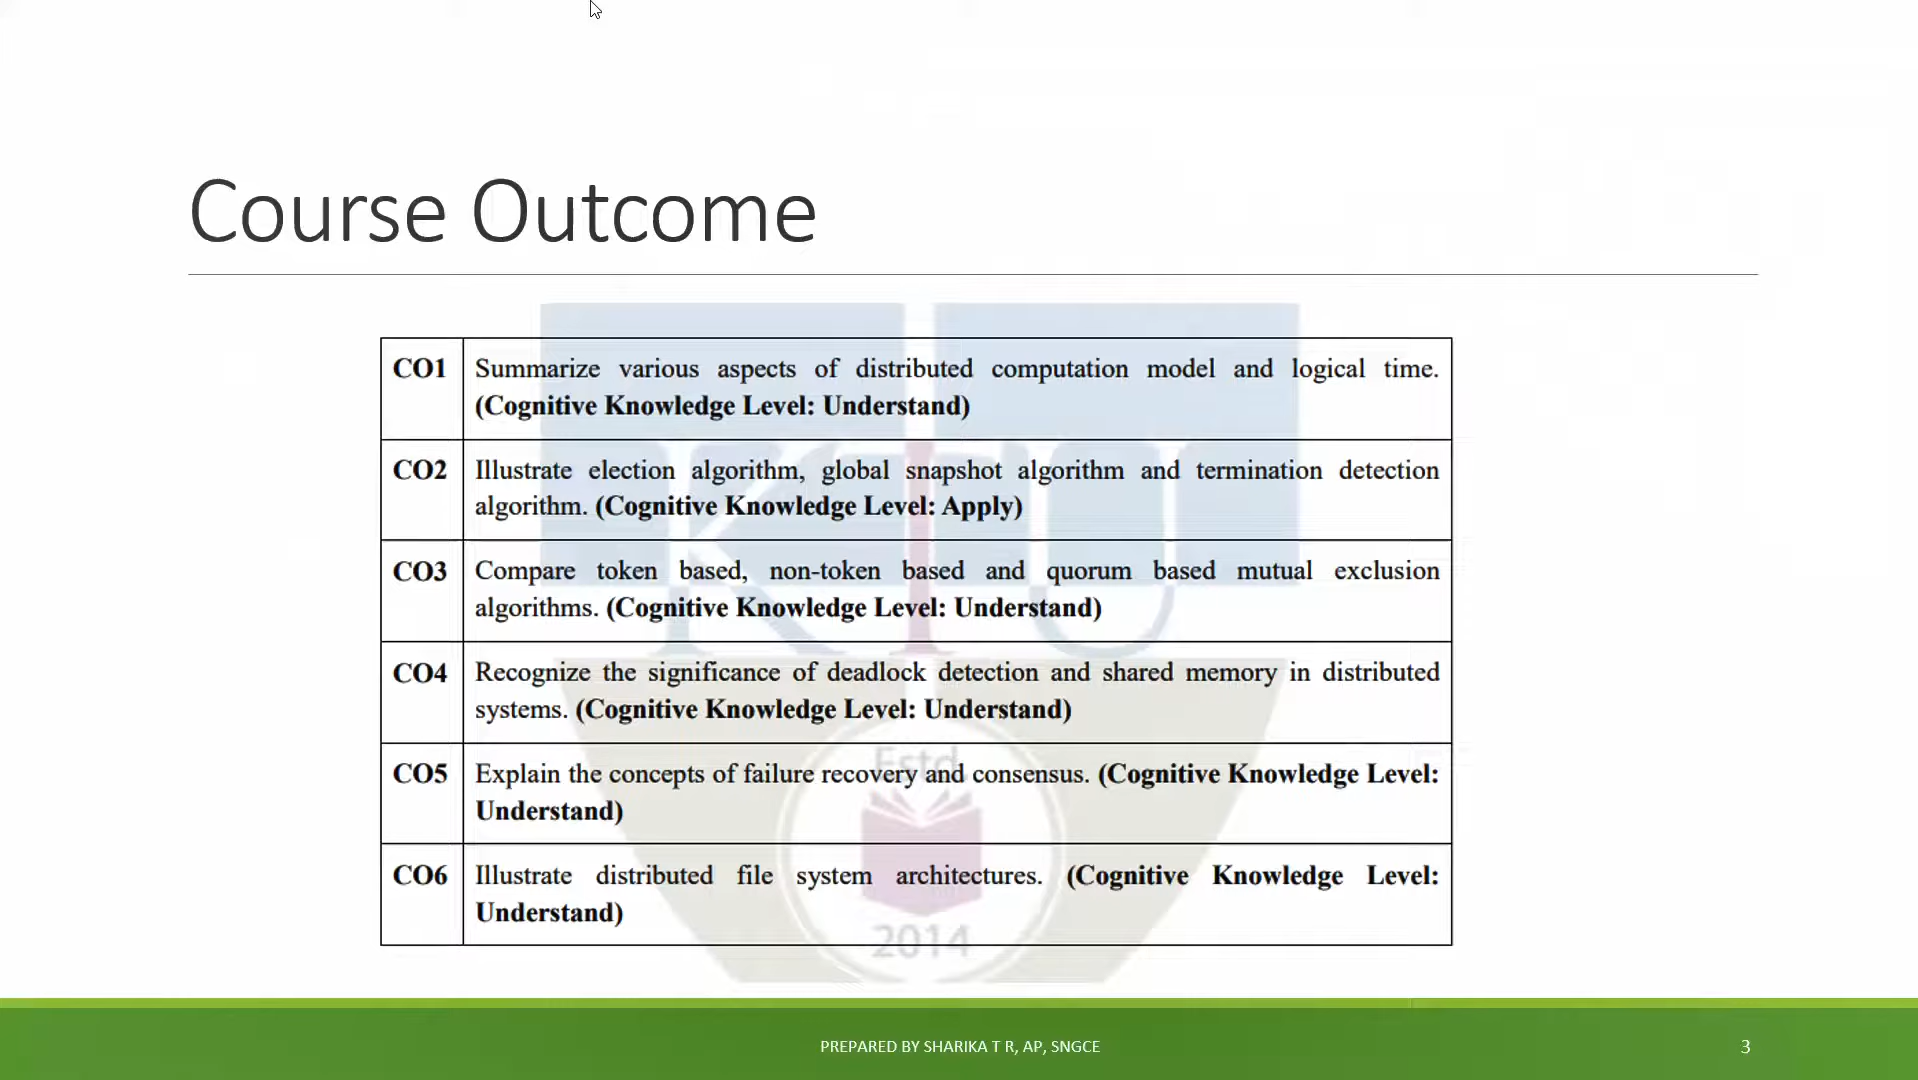 Course Outcome
CO1 Summarize various aspects of distributed computation model and logical time.
(Cognitive Knowledge Level: Understand)
CO2 Illustrate election algorithm, global snapshot algorithm and termination detection
algorithm. (Cognitive Knowledge Level: Apply)
CO3 Compare token based, non-token based and quorum based mutual exclusion
algorithms. (Cognitive Knowledge Level: Understand)
CO4 Recognize the significance of deadlock detection and shared memory in distributed
systems. (Cognitive Knowledge Level: Understand)
CO5 Explain the concepts of failure recovery and consensus. (Cognitive Knowledge Level:
Understand)
CO6 Illustrate distributed file system architectures. (Cognitive Knowledge Level:
Understand)
KTU
Estd.
2014
PREPARED BY SHARIKA T R, AP, SNGCE
3